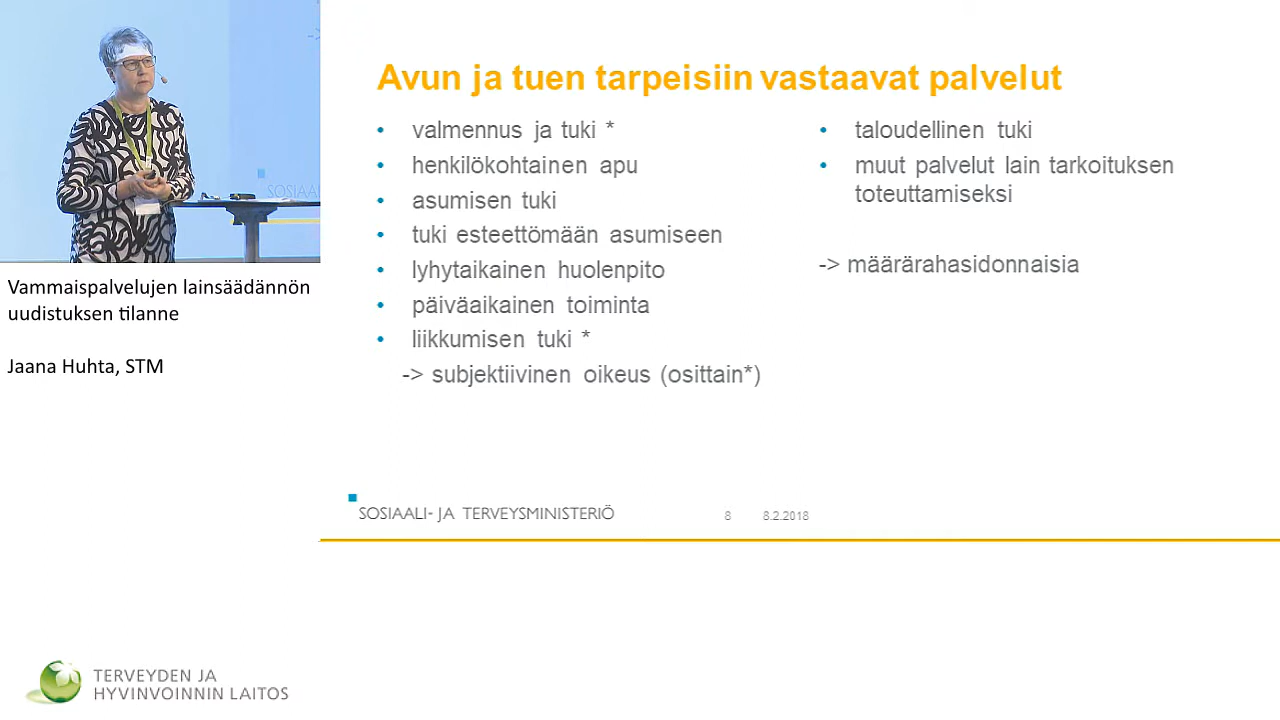 Avun ja tuen tarpeisiin vastaavat palvelut
• valmennus ja tuki *
• henkilökohtainen apu
• asumisen tuki
• tuki esteettömään asumiseen
• lyhytaikainen huolenpito
• päiväaikainen toiminta
• liikkumisen tuki *
-> subjektiivinen oikeus (osittain*)
• taloudellinen tuki
• muut palvelut lain tarkoituksen
toteuttamiseksi
-> määrärahasidonnaisia
SOSIAALI- JA TERVEYSMINISTERIÖ
8
8.2.2018
SOSIAAL
Vammaispalvelujen lainsäädännön
uudistuksen tilanne
Jaana Huhta, STM
TERVEYDEN JA
HYVINVOINNIN LAITOS